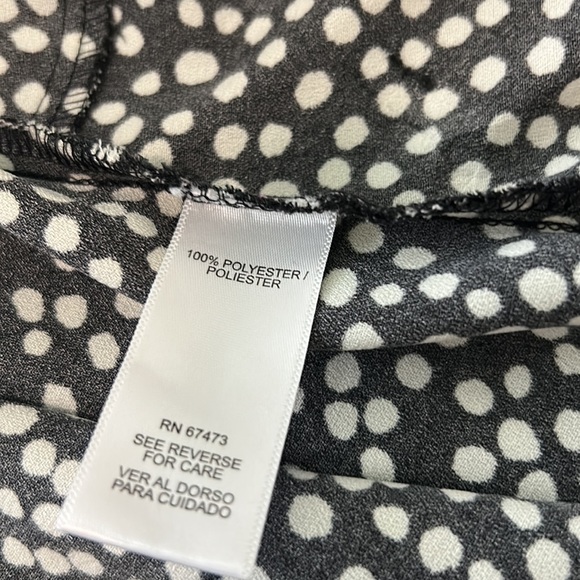 100% POLYESTER /
POLIESTER
RN 67473
SEE REVERSE
FOR CARE
VER AL DORSO
PARA CUIDADO